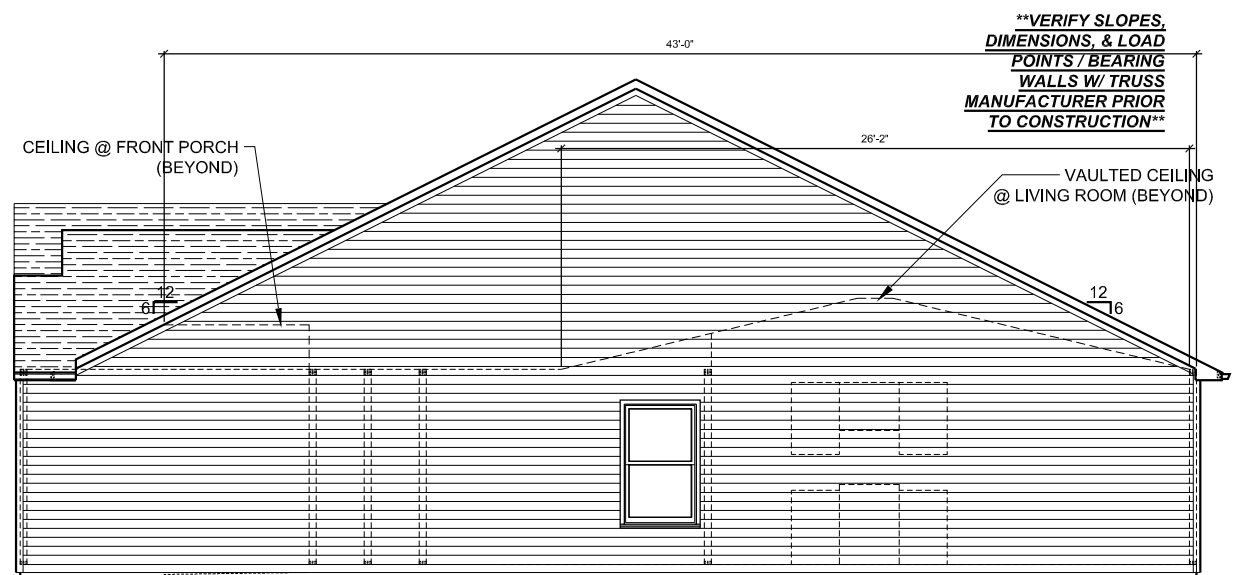 **VERIFY SLOPES,
DIMENSIONS, & LOAD
POINTS / BEARING
WALLS W/ TRUSS
MANUFACTURER PRIOR
TO CONSTRUCTION**
43'-0"
26'-2"
CEILING @ FRONT PORCH
(BEYOND)
VAULTED CEILING
@ LIVING ROOM (BEYOND)
12
6
12
6